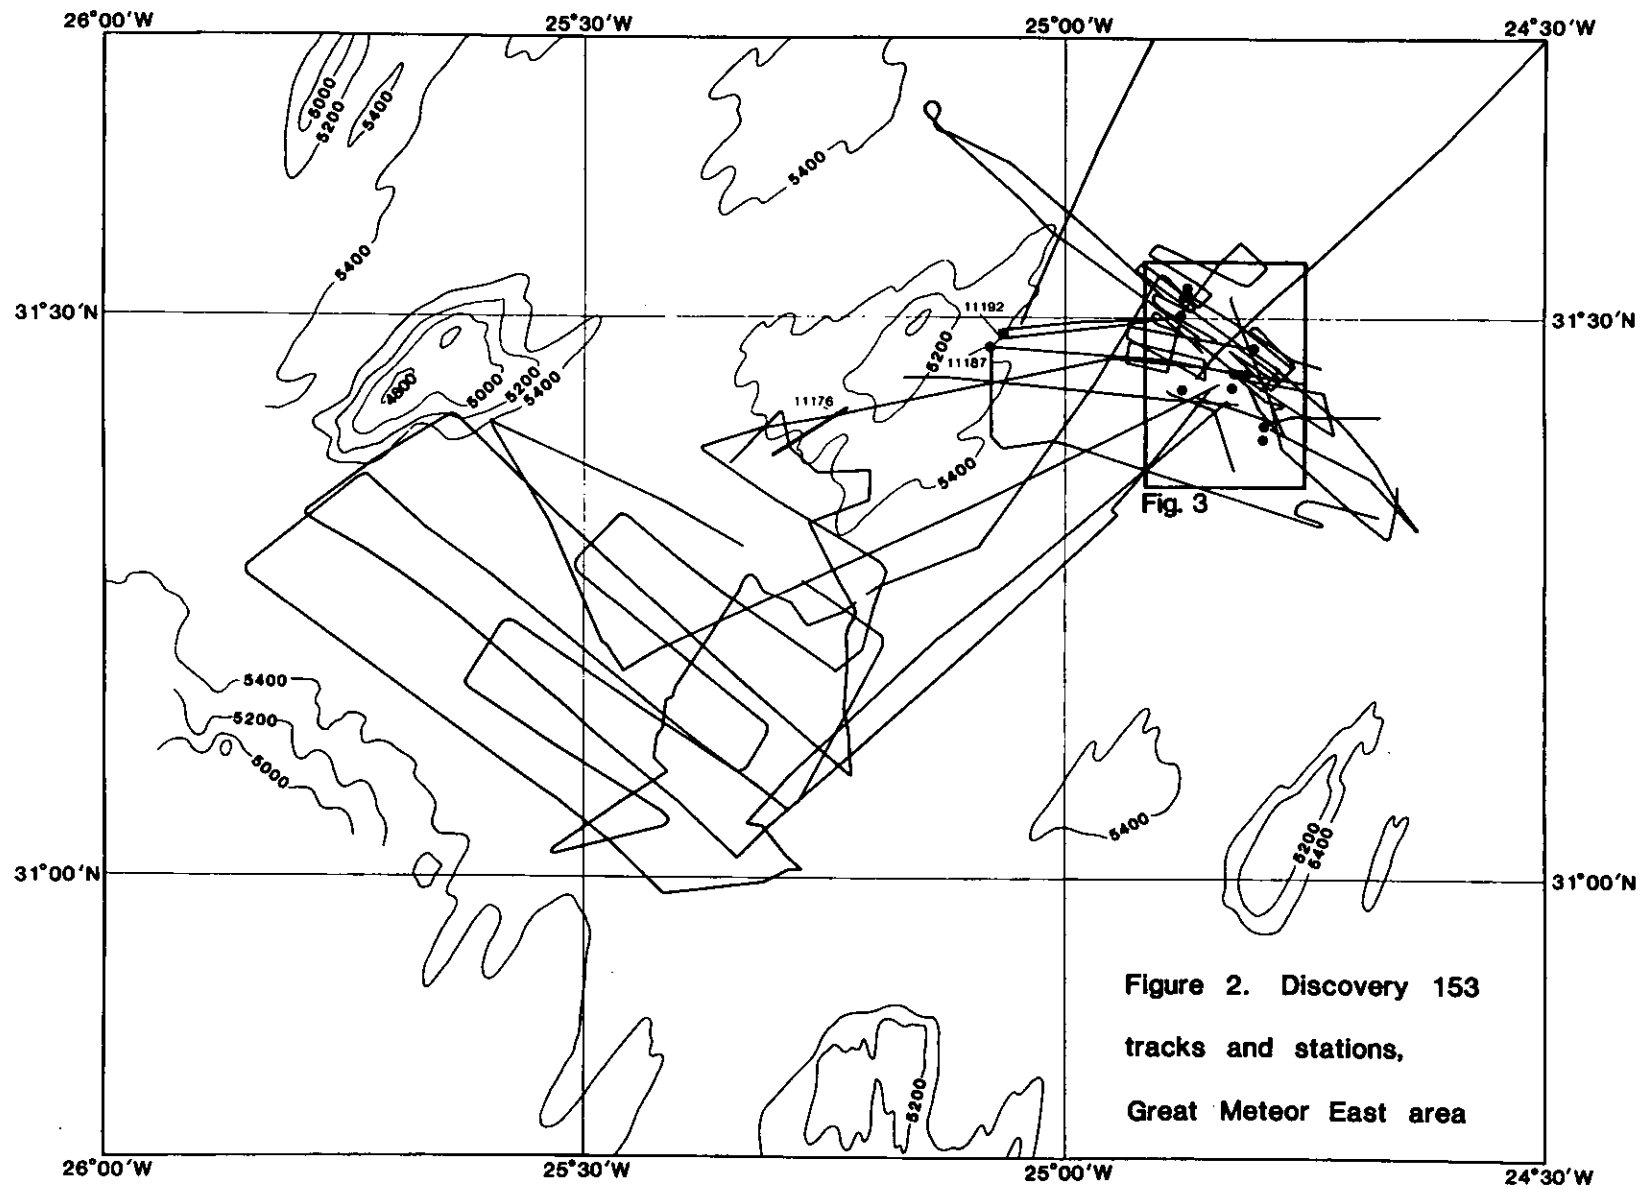 26°00'W 25°30'W 25°00'W 24°30'W
5000
5200
5400
5400
5400
31°30'N 31°30'N
11192
5200
11187
4800
5000
5200
5400
11176
5400
Fig. 3
5400
5200
5000
5400
5200
5400
31°00'N 31°00'N
Figure 2. Discovery 153
tracks and stations,
Great Meteor East area
5200
26°00'W 25°30'W 25°00'W 24°30'W